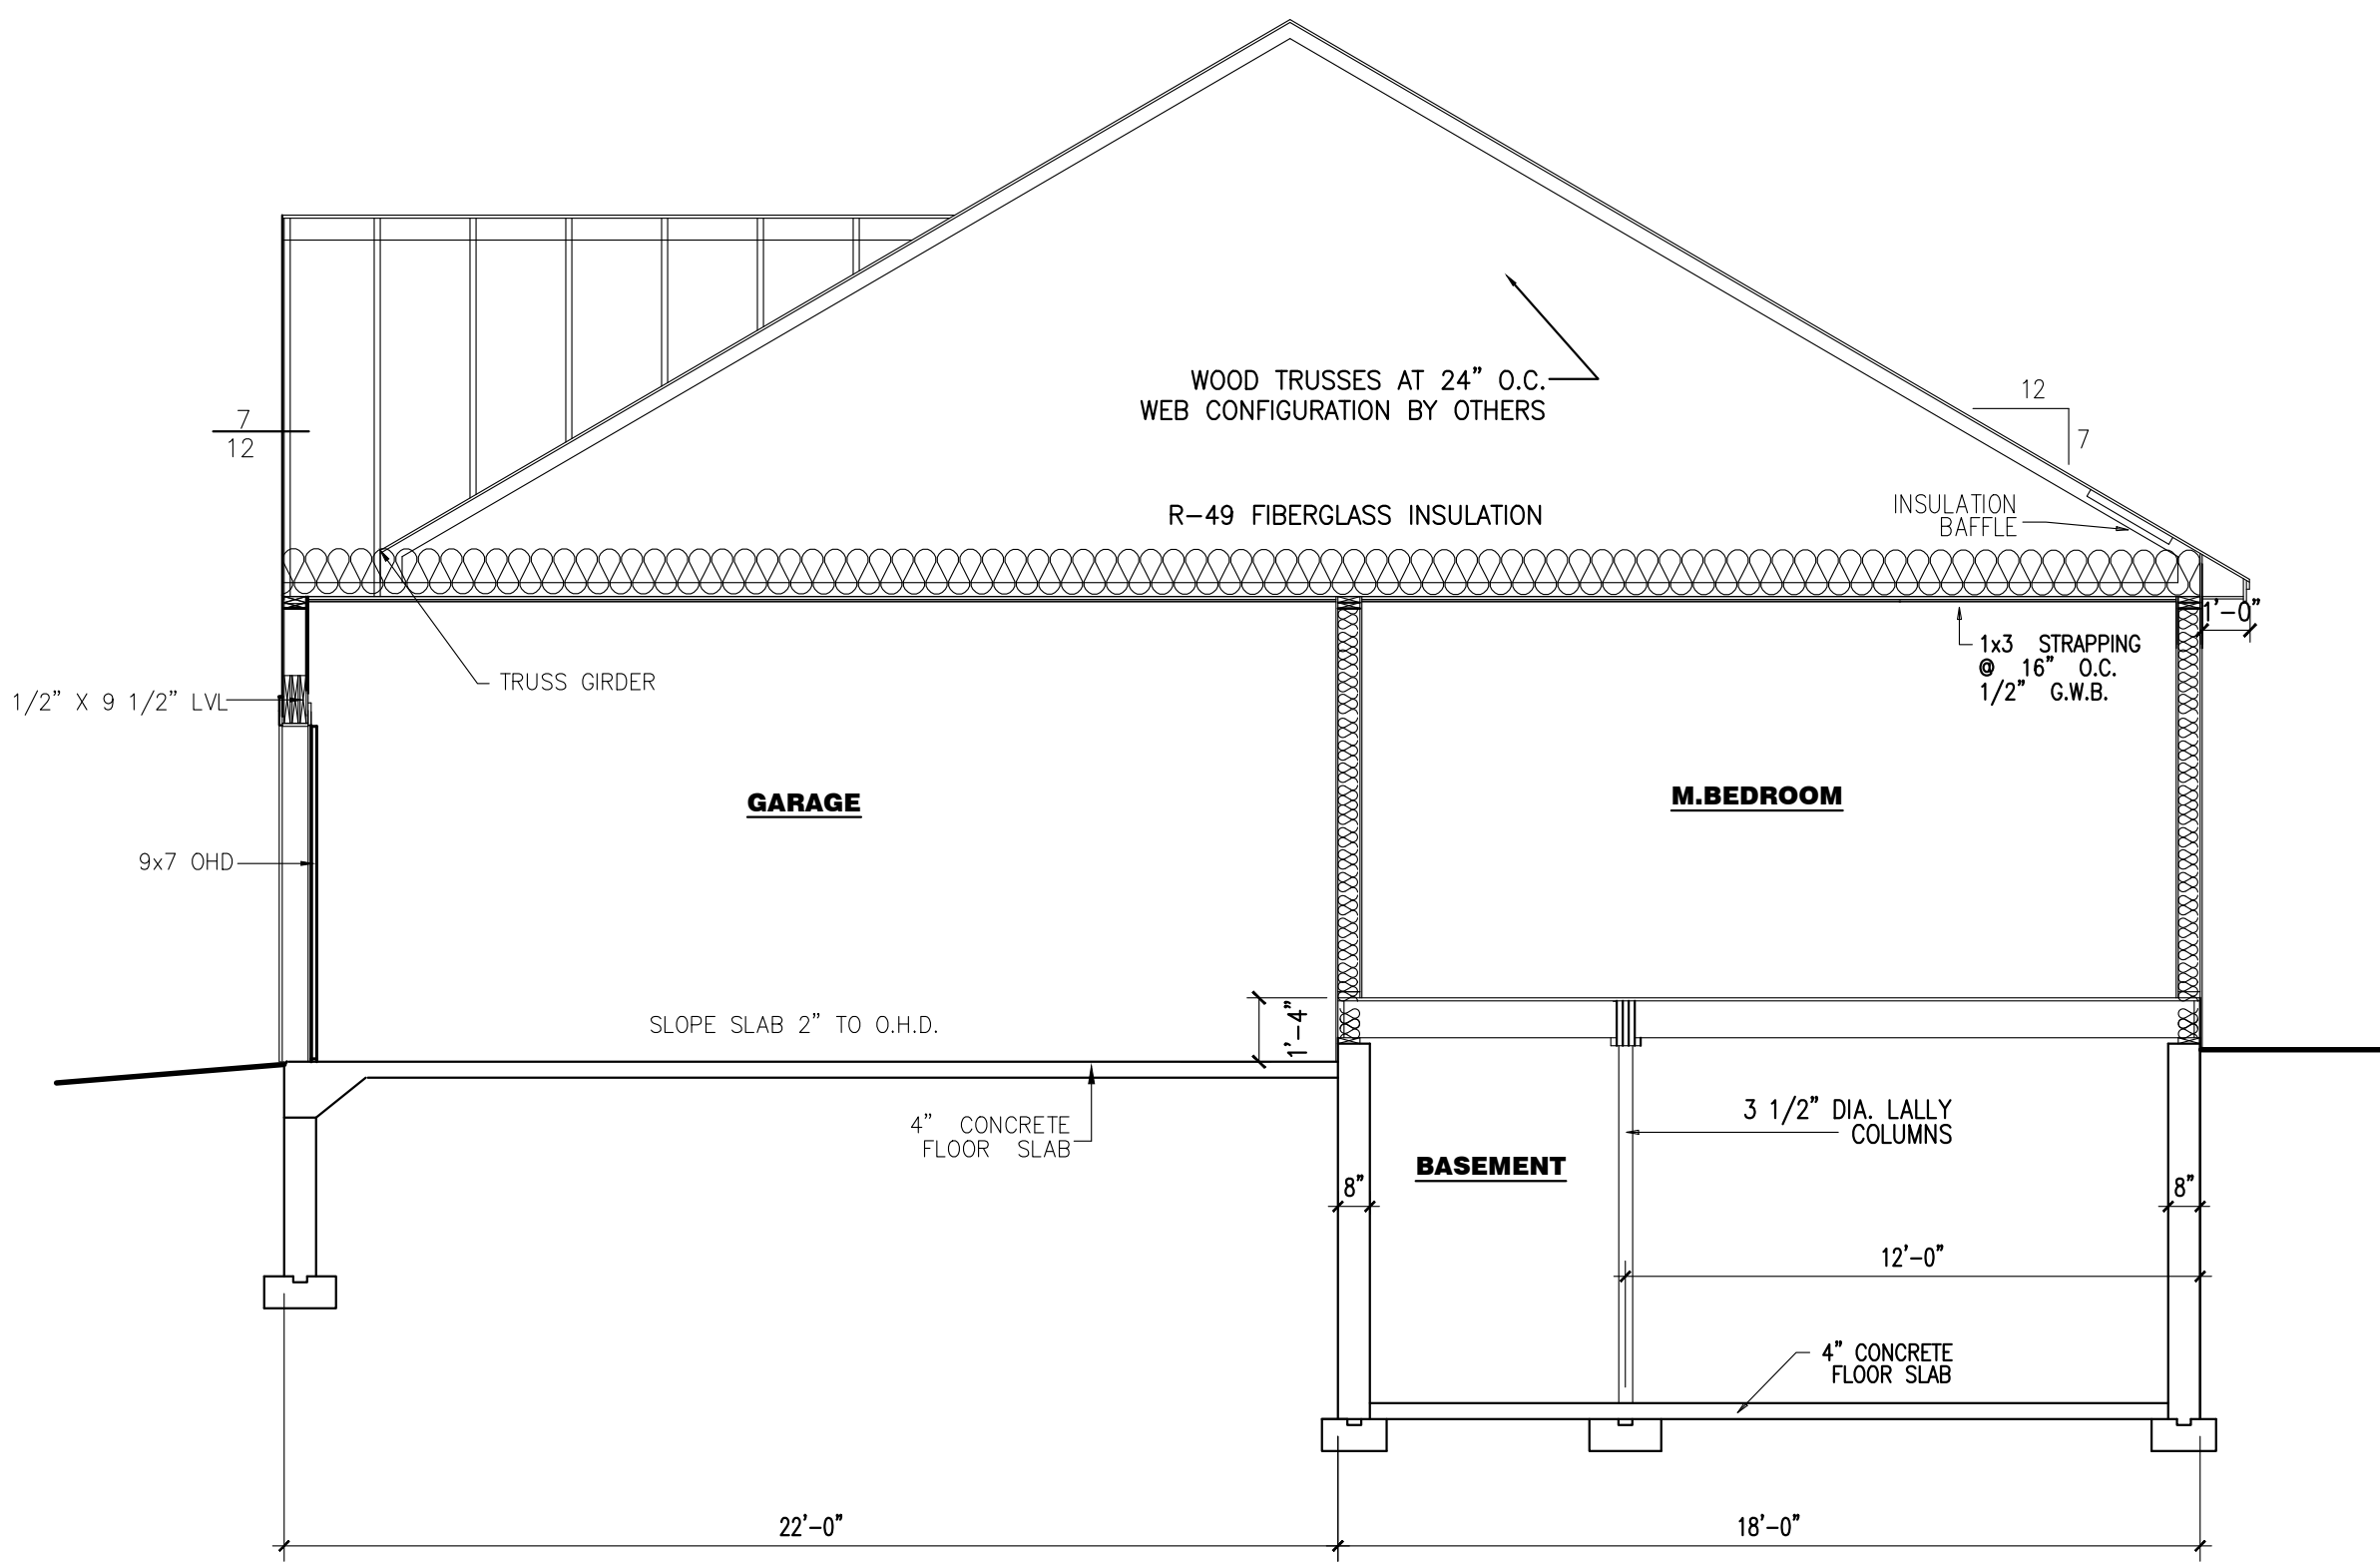 WOOD TRUSSES AT 24" O.C.
WEB CONFIGURATION BY OTHERS
12
7
7
12
R-49 FIBERGLASS INSULATION
INSULATION
BAFFLE
1'-0"
1x3 STRAPPING
@ 16" O.C.
1/2" G.W.B.
TRUSS GIRDER
1/2" X 9 1/2" LVL
GARAGE
M.BEDROOM
9x7 OHD
SLOPE SLAB 2" TO O.H.D.
1'-4"
4" CONCRETE
FLOOR SLAB
3 1/2" DIA. LALLY
COLUMNS
BASEMENT
8"
8"
12'-0"
4" CONCRETE
FLOOR SLAB
22'-0"
18'-0"